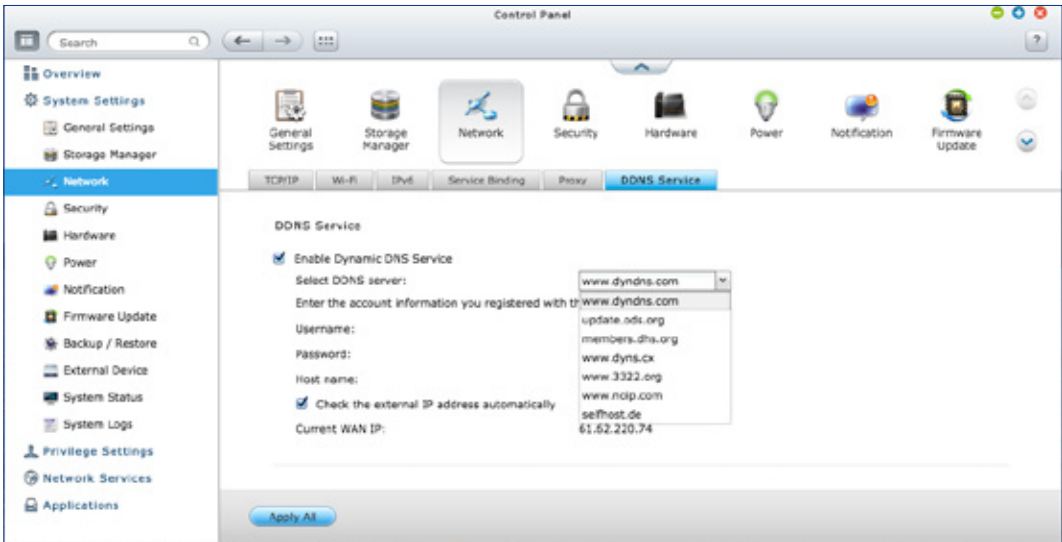 Control Panel
Search
?
Overview
System Settings
General Settings
Storage Manager
Network
Security
Hardware
Power
Notification
Firmware Update
Backup / Restore
External Device
System Status
System Logs
Privilege Settings
Network Services
Applications
General Settings
Storage Manager
Network
Security
Hardware
Power
Notification
Firmware Update
TCP/IP
Wi-Fi
IPv6
Service Binding
Proxy
DDNS Service
DDNS Service
Enable Dynamic DNS Service
Select DDNS server:
www.dyndns.com
Enter the account information you registered with th
www.dyndns.com
update.ods.org
members.dhs.org
www.dyns.cx
www.3322.org
www.noip.com
selfhost.de
Username:
Password:
Host name:
Check the external IP address automatically
Current WAN IP:
61.62.220.74
Apply All